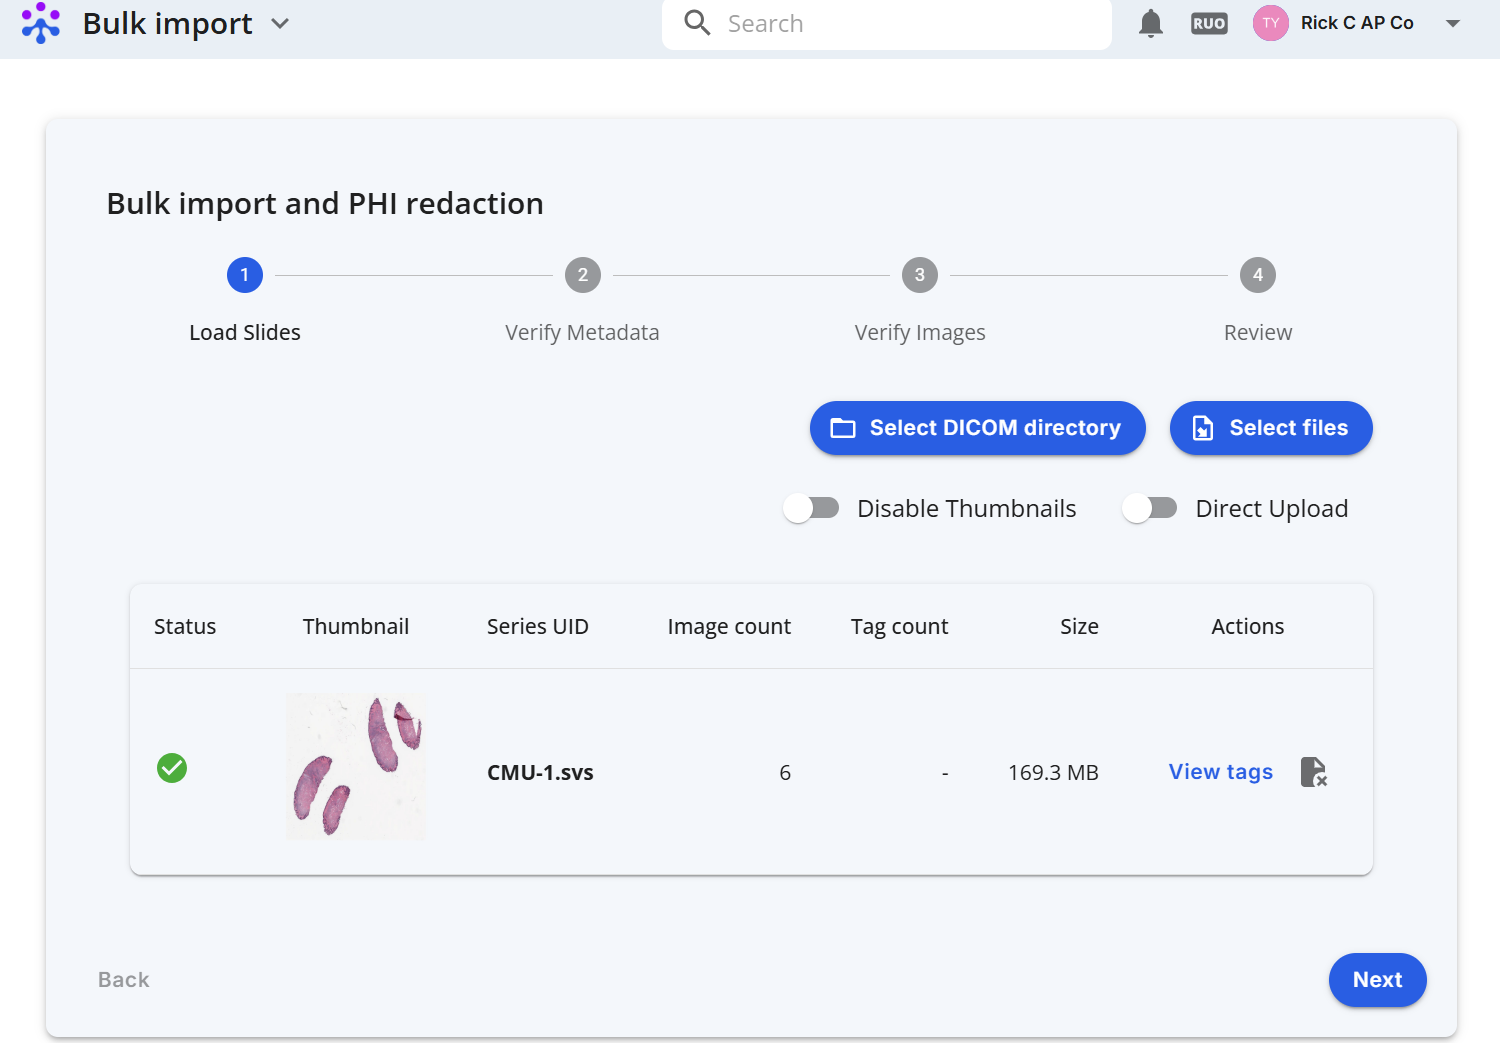 Bulk import
Search
RUO
TY
Rick C AP Co
Bulk import and PHI redaction
1
2
3
4
Load Slides
Verify Metadata
Verify Images
Review
Select DICOM directory
Select files
Disable Thumbnails
Direct Upload
Status Thumbnail Series UID Image count Tag count Size Actions
CMU-1.svs 6 - 169.3 MB View tags
Back
Next